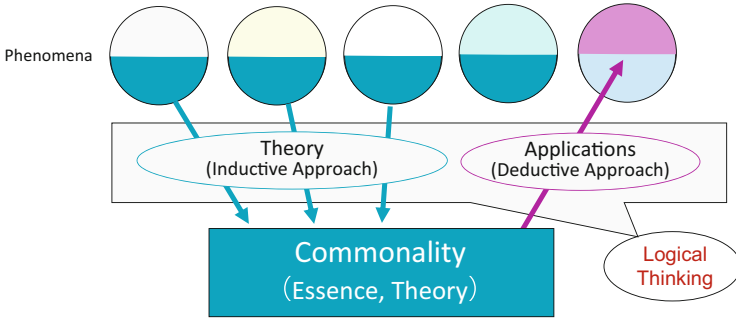 Phenomena
Theory
(Inductive Approach)
Applications
(Deductive Approach)
Commonality
（Essence, Theory）
Logical
Thinking